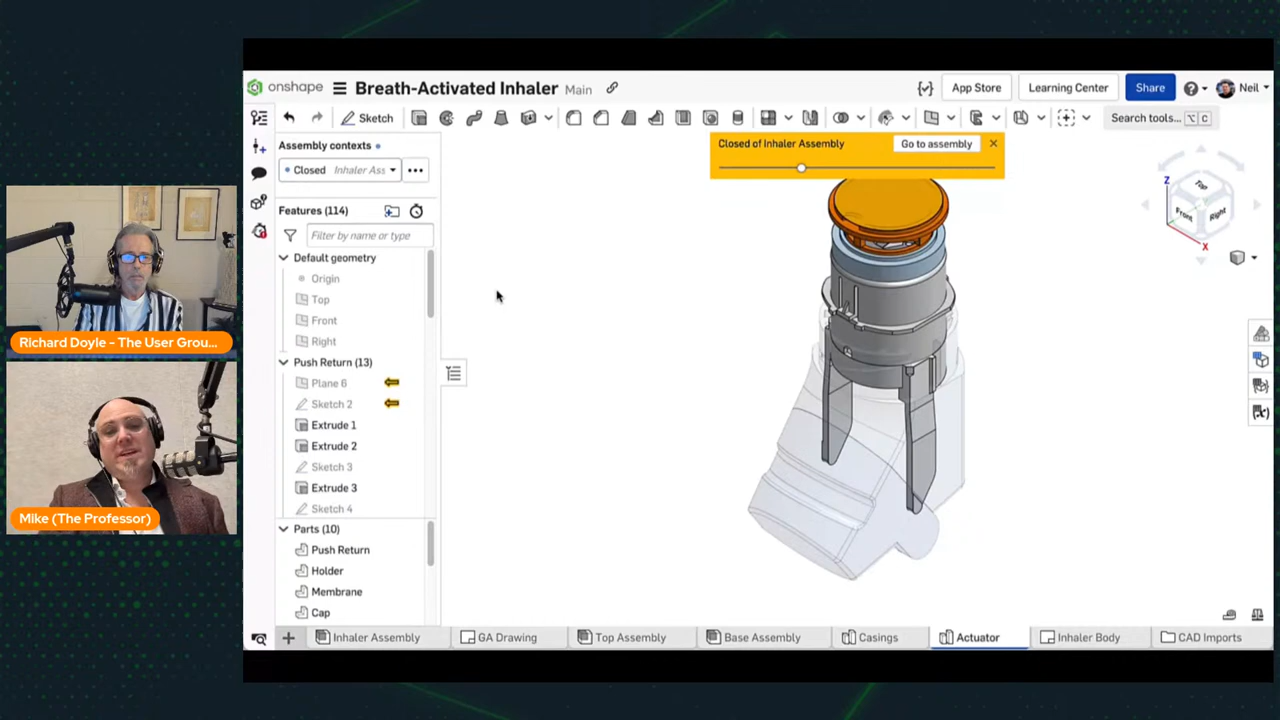 onshape
Breath-Activated Inhaler
Main
App Store
Learning Center
Share
Neil
Sketch
Search tools...
⌥ C
Assembly contexts
Closed Inhaler Ass
Closed of Inhaler Assembly
Go to assembly
Features (114)
Filter by name or type
Default geometry
Origin
Top
Front
Right
Push Return (13)
Plane 6
Sketch 2
Extrude 1
Extrude 2
Sketch 3
Extrude 3
Sketch 4
Parts (10)
Push Return
Holder
Membrane
Cap
Z
Top
Front
Right
X
Inhaler Assembly
GA Drawing
Top Assembly
Base Assembly
Casings
Actuator
Inhaler Body
CAD Imports
Richard Doyle - The User Grou...
Mike (The Professor)